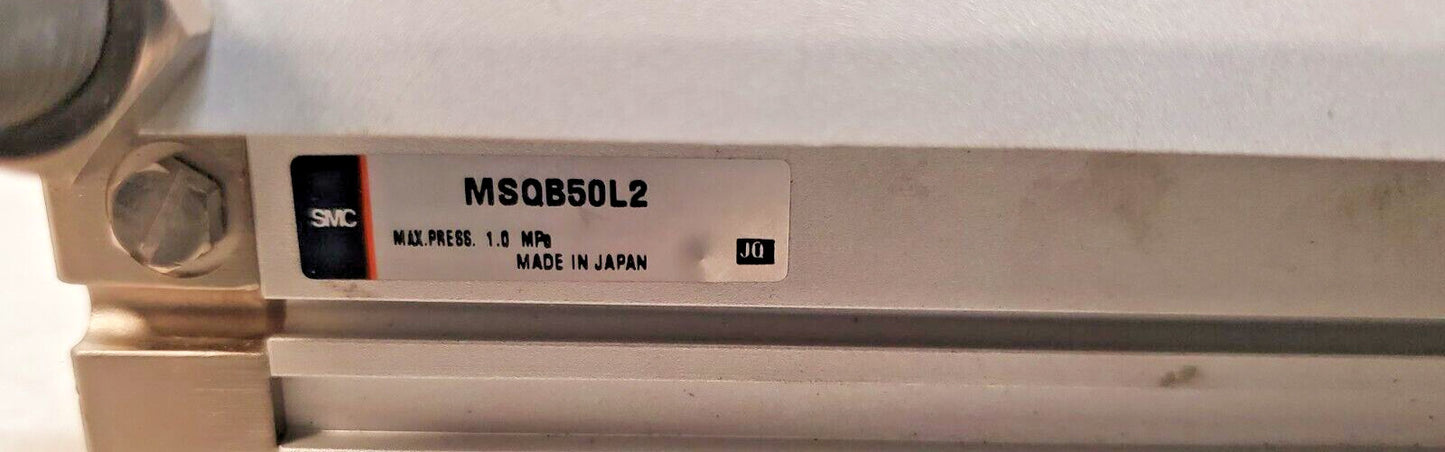 SMC
MSQB50L2
MAX.PRESS. 1.0 MPa
MADE IN JAPAN
JQ